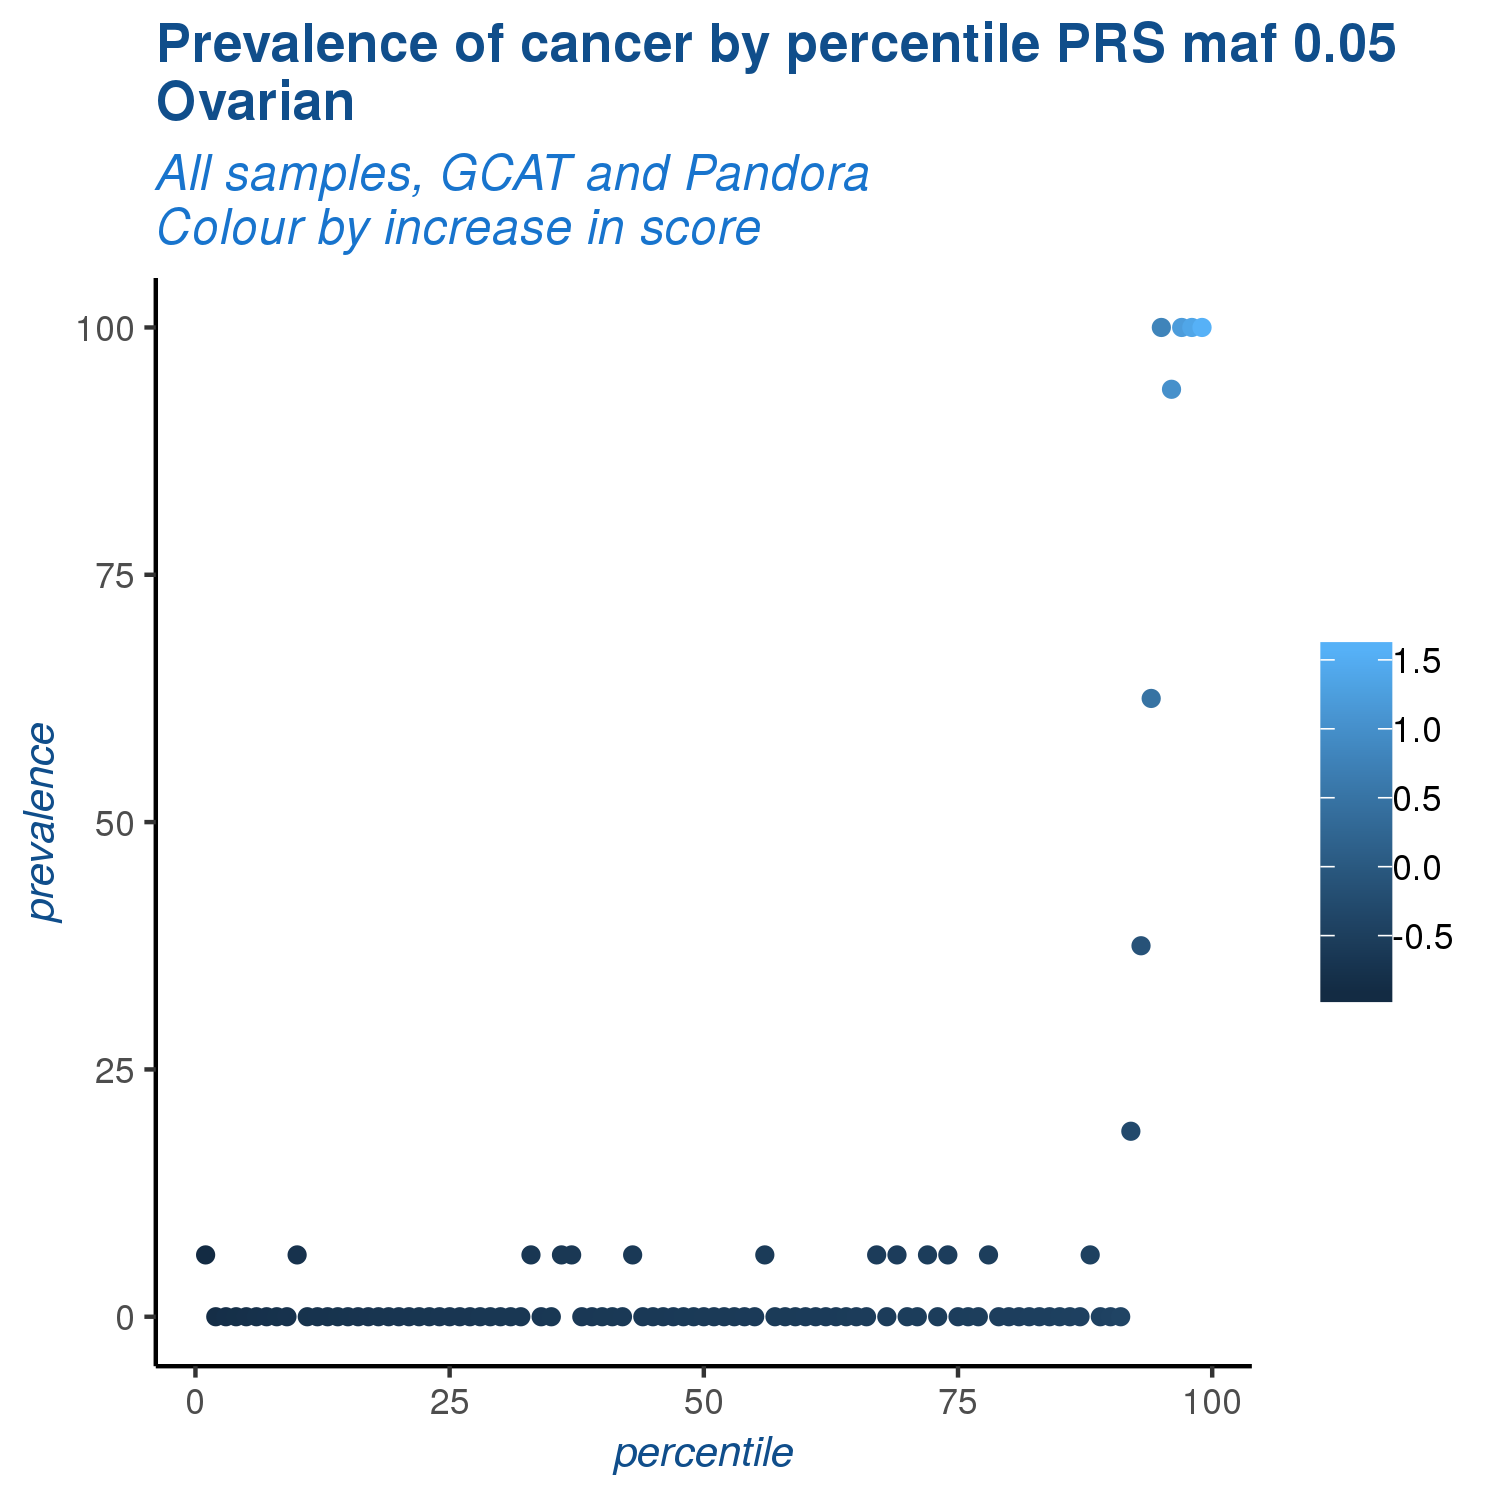 Prevalence of cancer by percentile PRS maf 0.05
Ovarian
All samples, GCAT and Pandora
Colour by increase in score
100
75
50
25
0
prevalence
0 25 50 75 100
percentile
1.5
1.0
0.5
0.0
-0.5